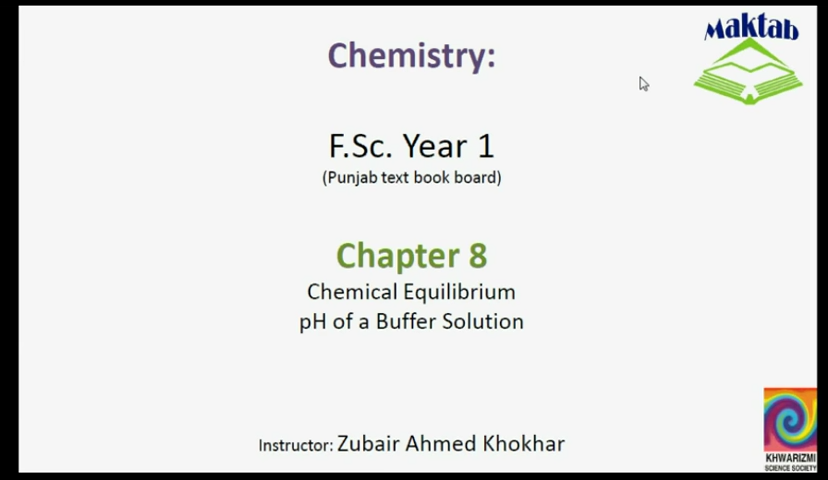 Maktab
Chemistry:
F.Sc. Year 1
(Punjab text book board)
Chapter 8
Chemical Equilibrium
pH of a Buffer Solution
Instructor: Zubair Ahmed Khokhar
KHWARIZMI
SCIENCE SOCIETY